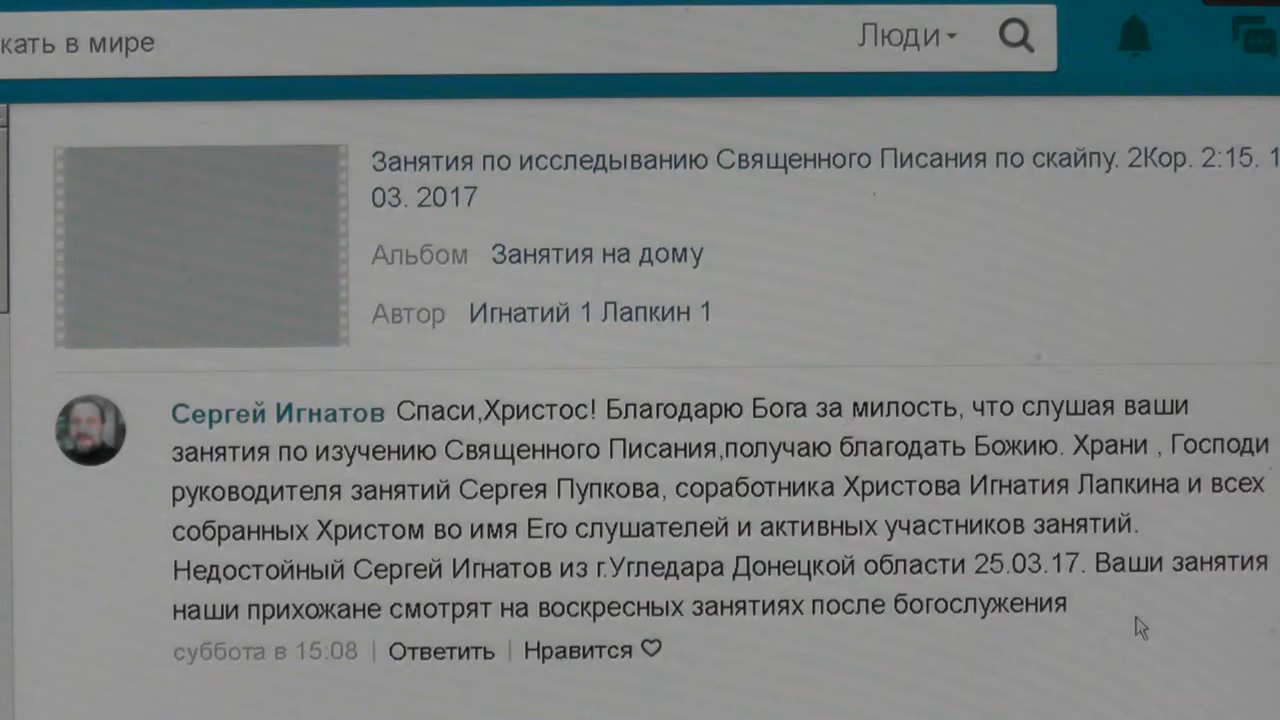 кать в мире
Люди
Занятия по исследыванию Священного Писания по скайпу. 2Кор. 2:15. 1
03. 2017
Альбом Занятия на дому
Автор Игнатий 1 Лапкин 1
Сергей Игнатов Спаси,Христос! Благодарю Бога за милость, что слушая ваши
занятия по изучению Священного Писания,получаю благодать Божию. Храни , Господи
руководителя занятий Сергея Пупкова, соработника Христова Игнатия Лапкина и всех
собранных Христом во имя Его слушателей и активных участников занятий.
Недостойный Сергей Игнатов из г.Угледара Донецкой области 25.03.17. Ваши занятия
наши прихожане смотрят на воскресных занятиях после богослужения
суббота в 15:08 | Ответить | Нравится